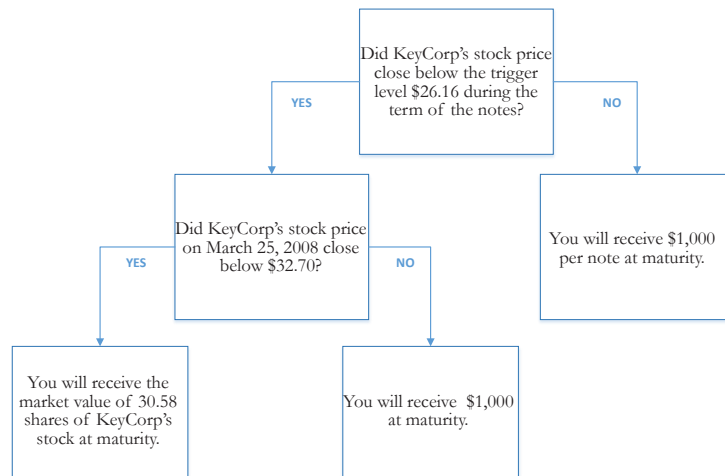 Did KeyCorp's stock price
close below the trigger
level $26.16 during the
term of the notes?
YES
NO
Did KeyCorp's stock price
on March 25, 2008 close
below $32.70?
You will receive $1,000
per note at maturity.
YES
NO
You will receive the
market value of 30.58
shares of KeyCorp's
stock at maturity.
You will receive $1,000
at maturity.